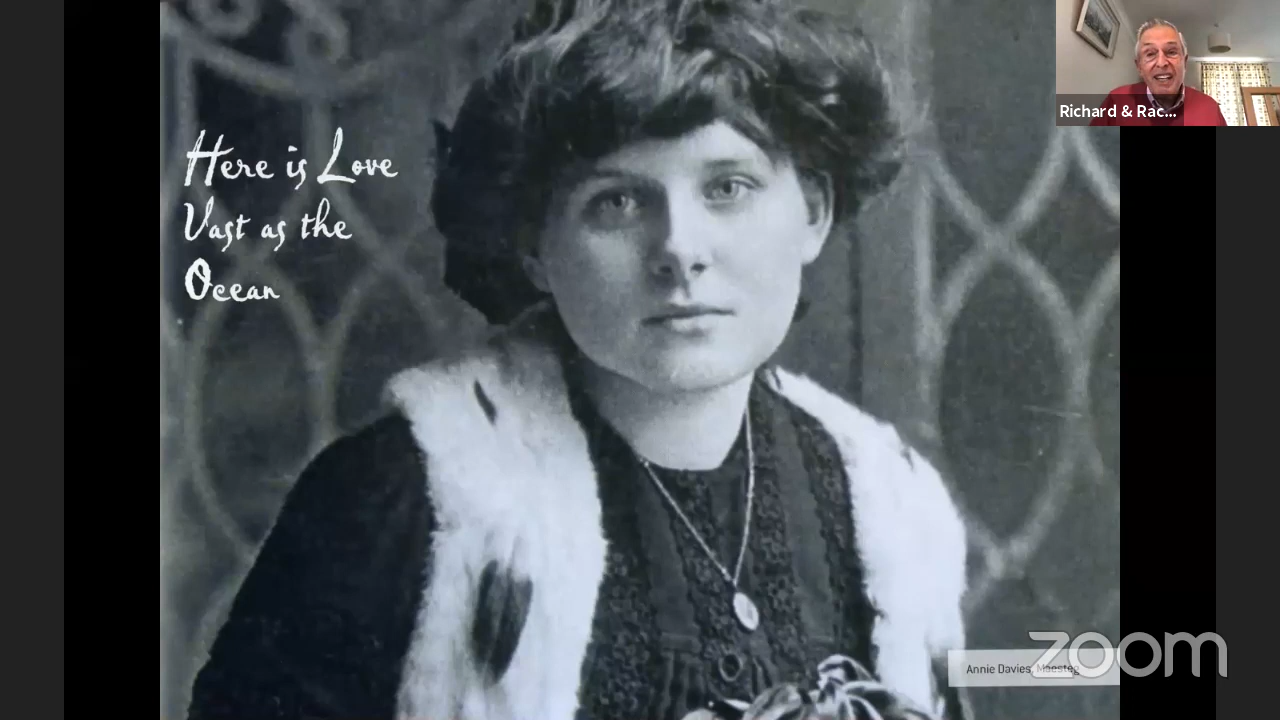 Here is Love
Vast as the
Ocean
Richard & Rac...
Annie Davies, Maesteg
zoom